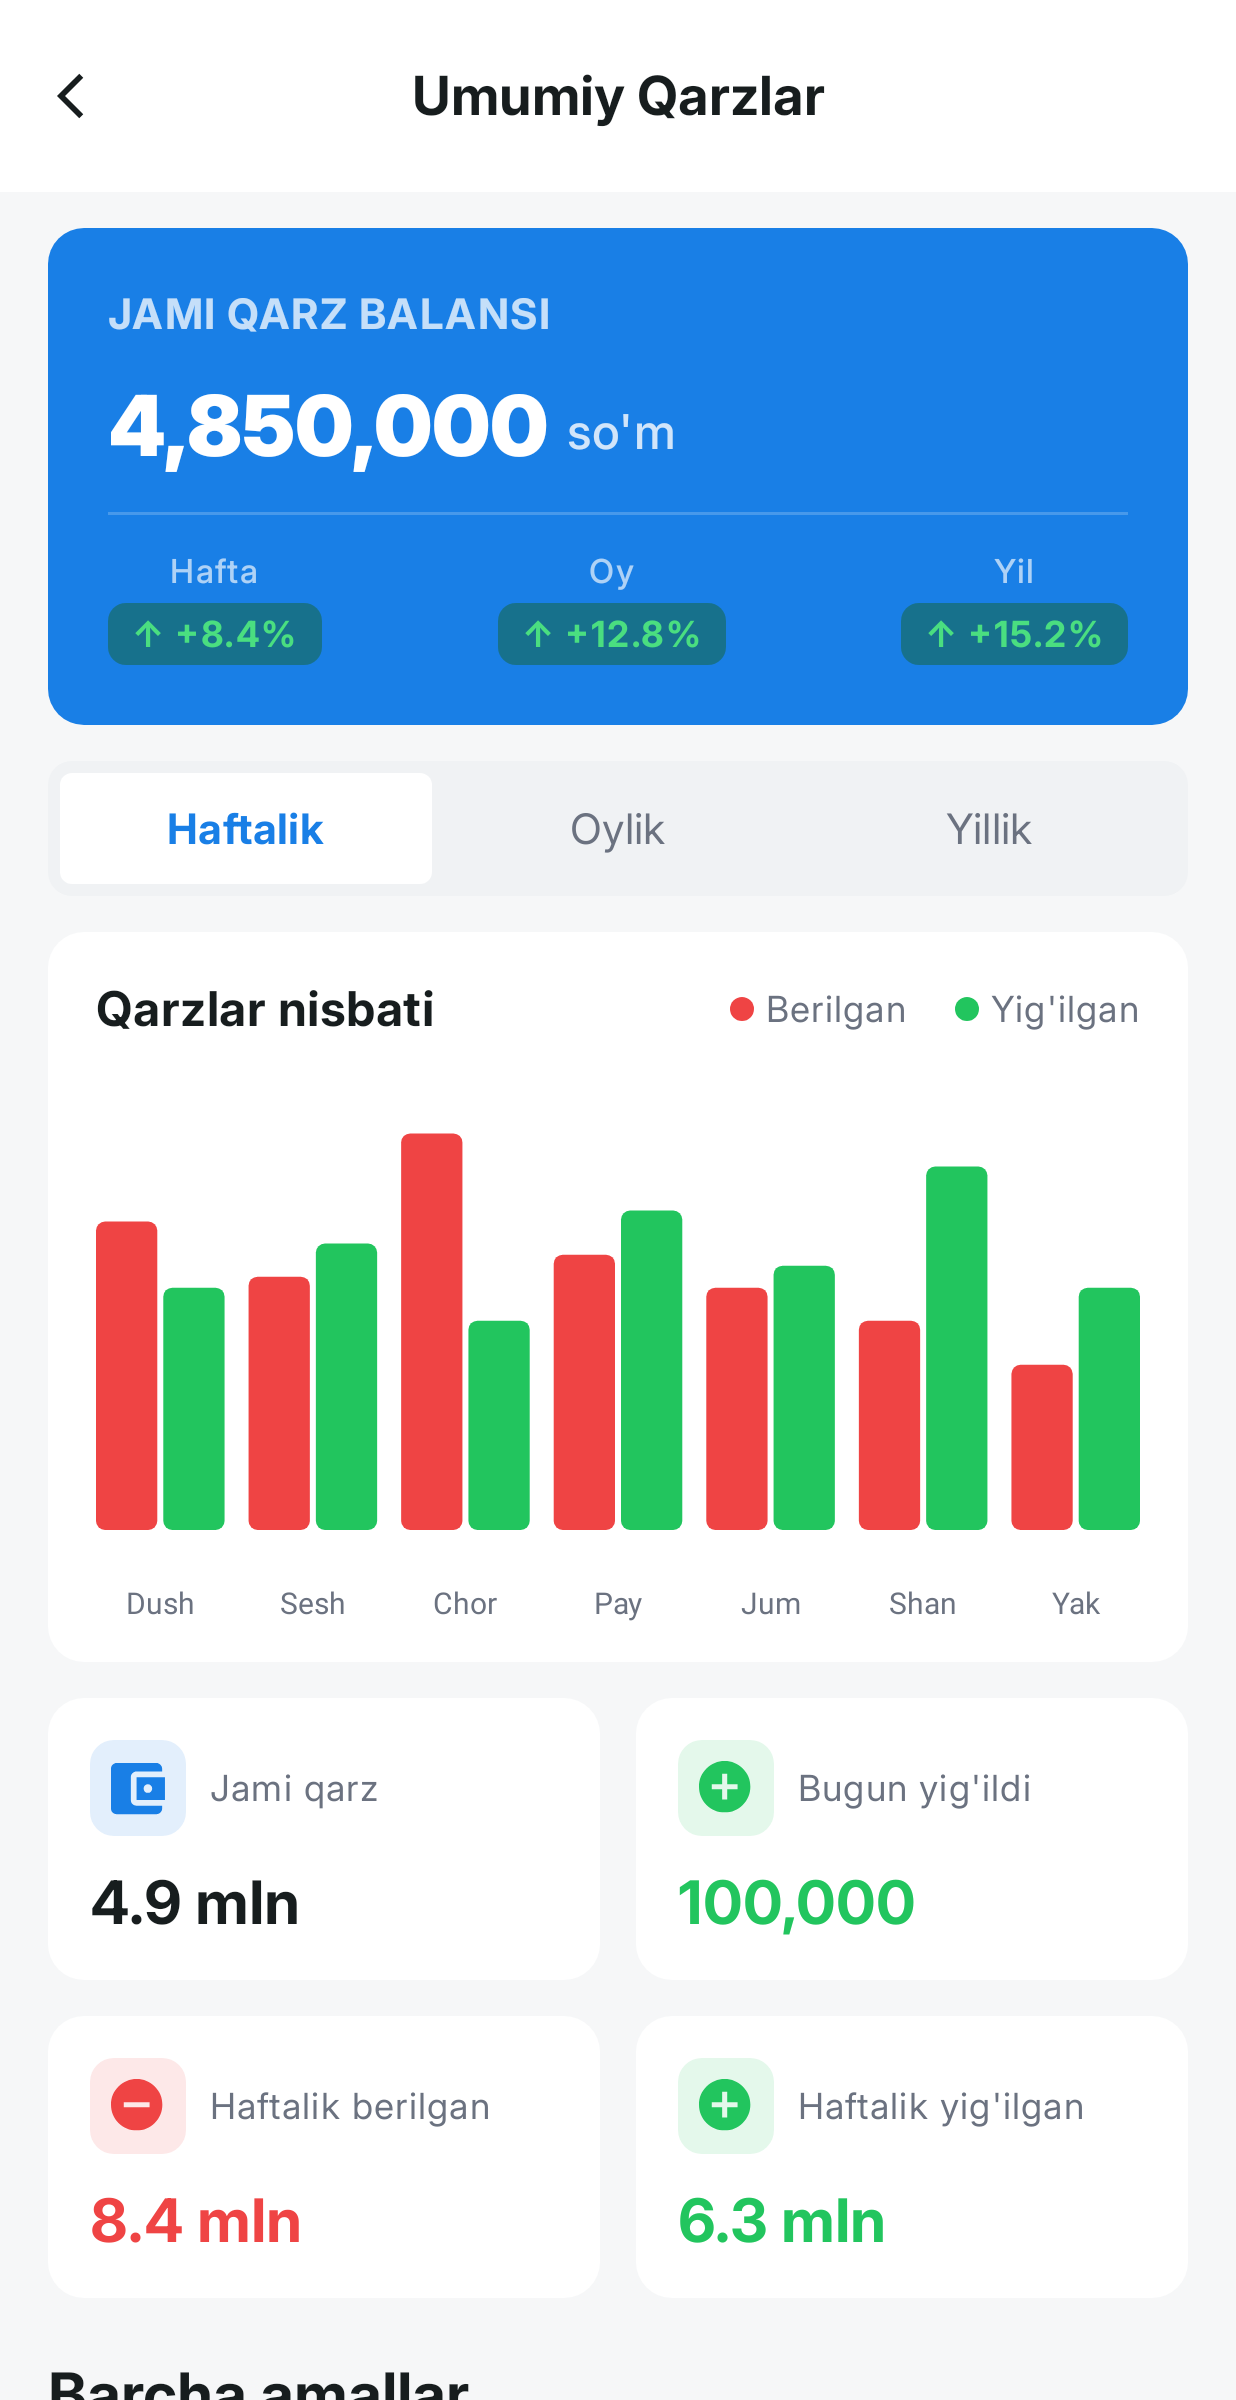 Umumiy Qarzlar
JAMI QARZ BALANSI
4,850,000 so'm
Hafta Oy Yil
↑ +8.4% ↑ +12.8% ↑ +15.2%
Haftalik Oylik Yillik
Qarzlar nisbati Berilgan Yig'ilgan
Dush Sesh Chor Pay Jum Shan Yak
Jami qarz
4.9 mln
Bugun yig'ildi
100,000
Haftalik berilgan
8.4 mln
Haftalik yig'ilgan
6.3 mln
Barcha amallar